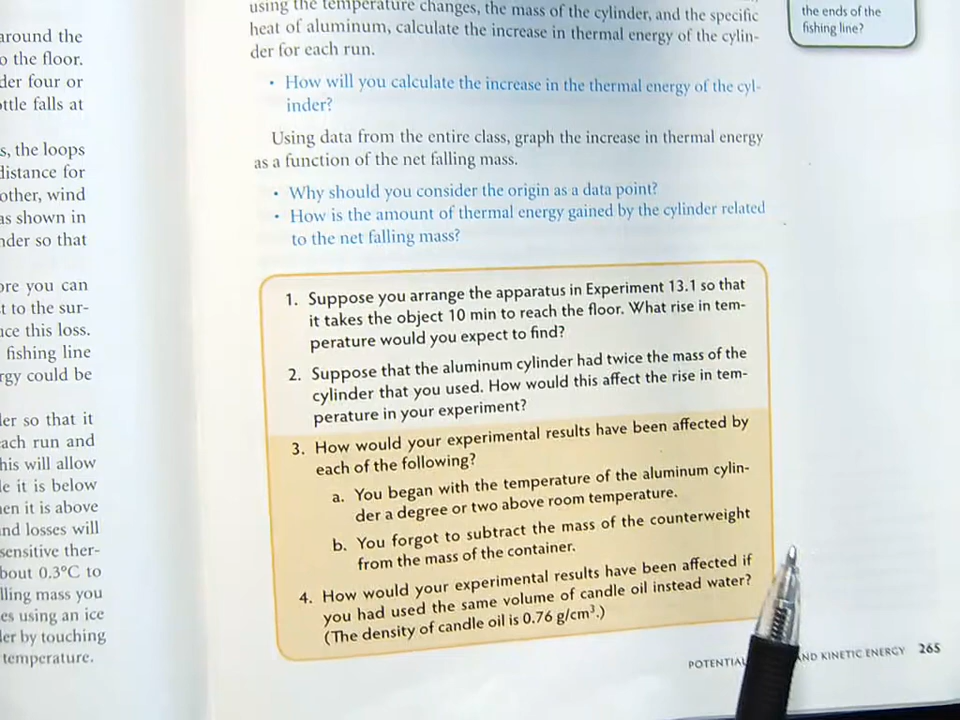 around the
o the floor.
der four or
ottle falls at
s, the loops
distance for
other, wind
as shown in
nder so that
ore you can
t to the sur-
nce this loss.
fishing line
rgy could be
ler so that it
each run and
his will allow
le it is below
hen it is above
nd losses will
sensitive ther-
bout 0.3°C to
lling mass you
es using an ice
ler by touching
temperature.
using the temperature changes, the mass of the cylinder, and the specific
heat of aluminum, calculate the increase in thermal energy of the cylin-
der for each run.
• How will you calculate the increase in the thermal energy of the cyl-
inder?
Using data from the entire class, graph the increase in thermal energy
as a function of the net falling mass.
• Why should you consider the origin as a data point?
• How is the amount of thermal energy gained by the cylinder related
to the net falling mass?
1. Suppose you arrange the apparatus in Experiment 13.1 so that
it takes the object 10 min to reach the floor. What rise in tem-
perature would you expect to find?
2. Suppose that the aluminum cylinder had twice the mass of the
cylinder that you used. How would this affect the rise in tem-
perature in your experiment?
3. How would your experimental results have been affected by
each of the following?
a. You began with the temperature of the aluminum cylin-
der a degree or two above room temperature.
b. You forgot to subtract the mass of the counterweight
from the mass of the container.
4. How would your experimental results have been affected if
you had used the same volume of candle oil instead water?
(The density of candle oil is 0.76 g/cm³.)
the ends of the
fishing line?
POTENTIAL AND KINETIC ENERGY 265